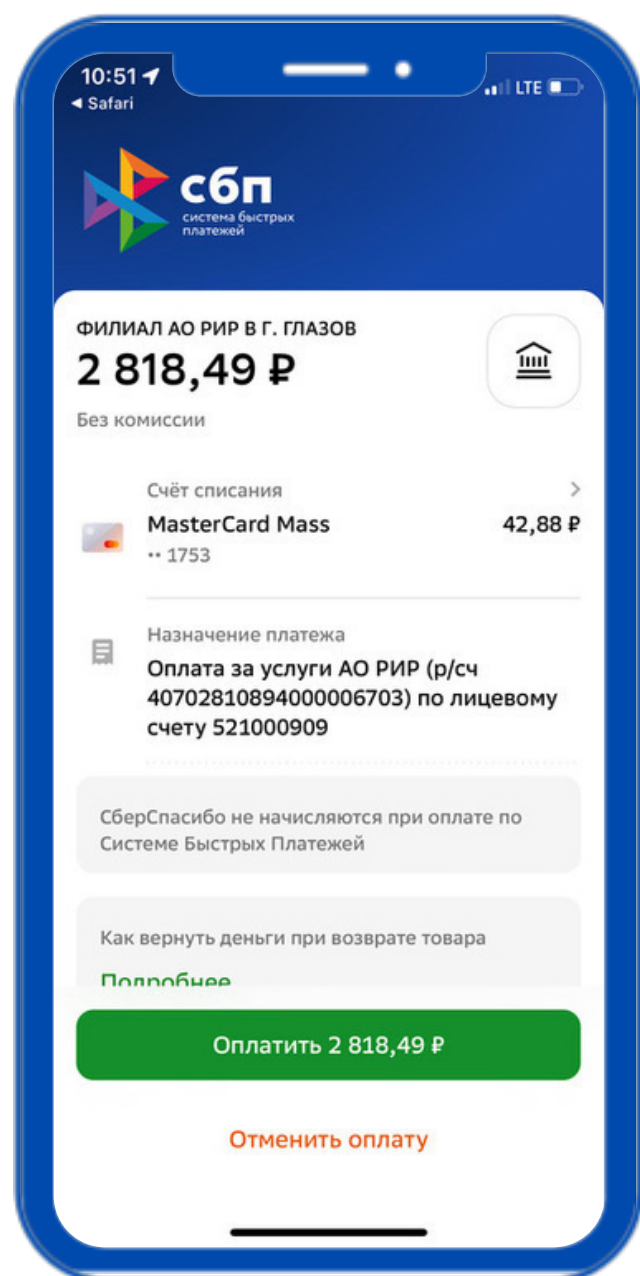 10:51
◀ Safari
LTE
сбп
система быстрых
платежей
ФИЛИАЛ АО РИР В Г. ГЛАЗОВ
2 818,49 ₽
Без комиссии
Счёт списания
MasterCard Mass 42,88 ₽
•• 1753
Назначение платежа
Оплата за услуги АО РИР (р/сч
40702810894000006703) по лицевому
счету 521000909
СберСпасибо не начисляются при оплате по
Системе Быстрых Платежей
Как вернуть деньги при возврате товара
Подробнее
Оплатить 2 818,49 ₽
Отменить оплату